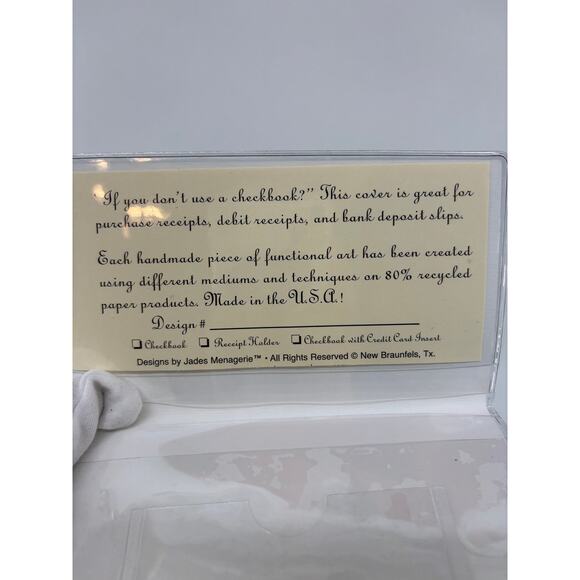 "If you don't use a checkbook?" This cover is great for
purchase receipts, debit receipts, and bank deposit slips.
Each handmade piece of functional art has been created
using different mediums and techniques on 80% recycled
paper products. Made in the U.S.A.!
Design # ____________________
❑ Checkbook ❑ Receipt Holder ❑ Checkbook with Credit Card Insert
Designs by Jades Menagerie™ • All Rights Reserved © New Braunfels, Tx.